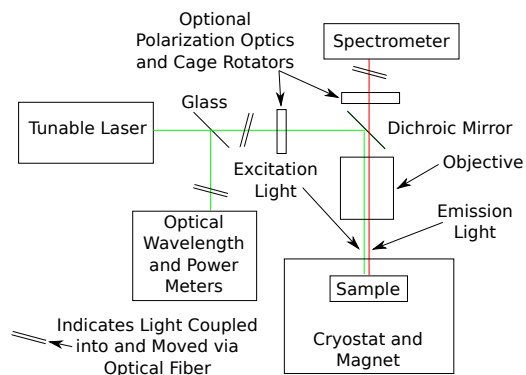 Optional
Polarization Optics
and Cage Rotators
Spectrometer
Glass
Tunable Laser
Dichroic Mirror
Objective
Excitation
Light
Emission
Light
Optical
Wavelength
and Power
Meters
Sample
Cryostat and
Magnet
Indicates Light Coupled
into and Moved via
Optical Fiber